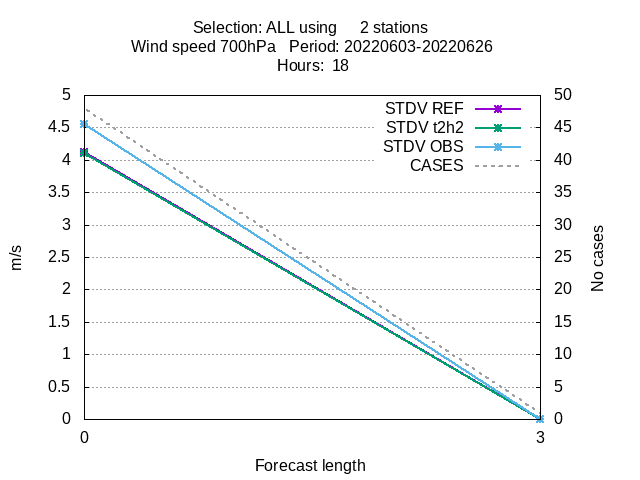 Selection: ALL using      2 stations
Wind speed 700hPa   Period: 20220603-20220626
Hours:  18
5
4.5
4
3.5
3
2.5
2
1.5
1
0.5
0
m/s
STDV REF
STDV t2h2
STDV OBS
CASES
50
45
40
35
30
25
20
15
10
5
0
No cases
0
3
Forecast length